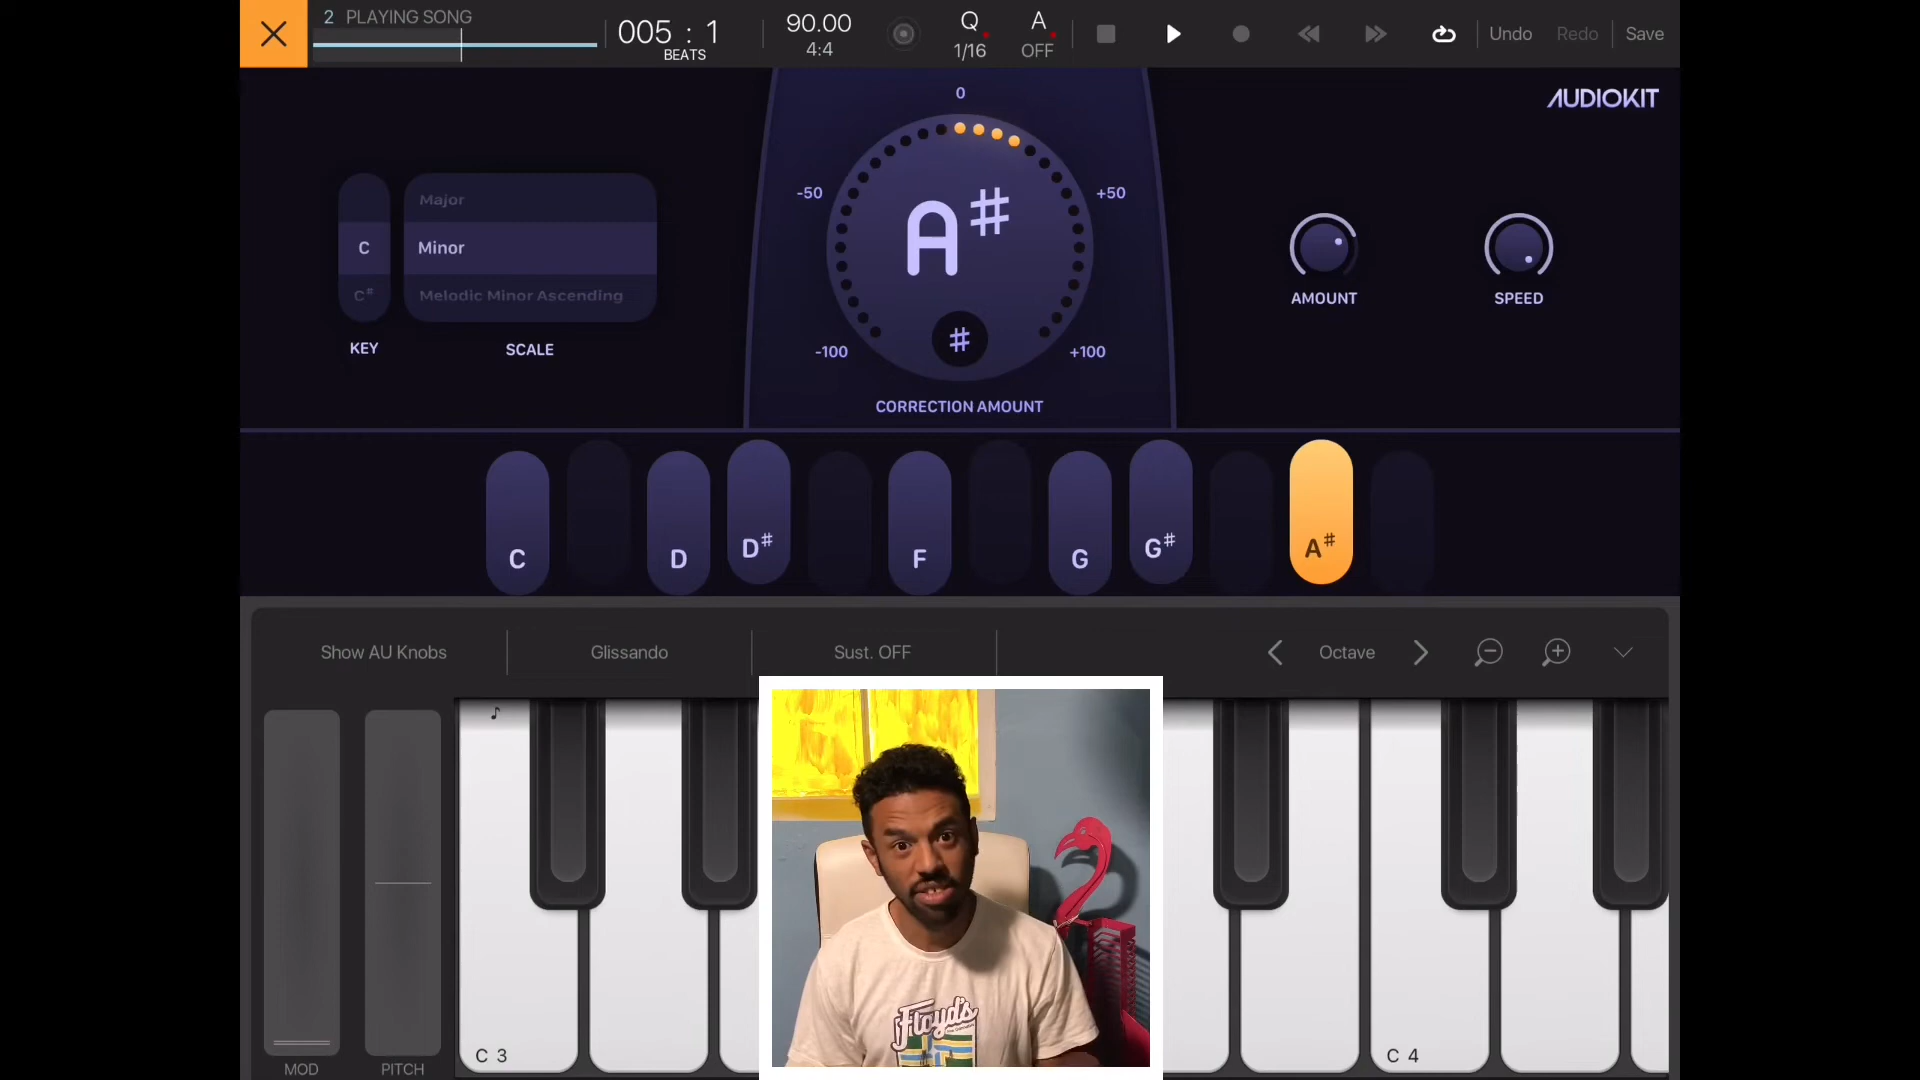 2 PLAYING SONG
005 : 1
BEATS
90.00
4:4
Q
1/16
A
OFF
Undo
Redo
Save
AUDIOKIT
0
-50
+50
-100
+100
A#
#
CORRECTION AMOUNT
Major
C
Minor
C#
Melodic Minor Ascending
KEY
SCALE
AMOUNT
SPEED
C
D
D#
F
G
G#
A#
Show AU Knobs
Glissando
Sust. OFF
Octave
C 3
C 4
MOD
PITCH
Floyd's